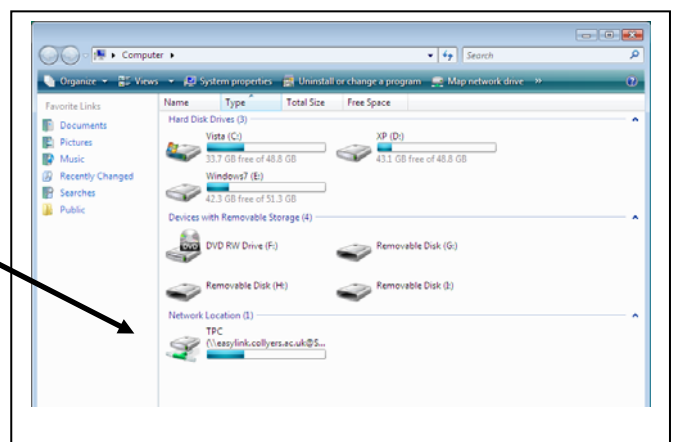 Computer
Search
Organize Views System properties Uninstall or change a program Map network drive »
Favorite Links
Documents
Pictures
Music
Recently Changed
Searches
Public
Name Type Total Size Free Space
Hard Disk Drives (3)
Vista (C:)
33.7 GB free of 48.8 GB
XP (D:)
43.1 GB free of 48.8 GB
Windows7 (E:)
42.3 GB free of 51.3 GB
Devices with Removable Storage (4)
DVD RW Drive (F:)
Removable Disk (G:)
Removable Disk (H:)
Removable Disk (I:)
Network Location (1)
TPC
(\\easylink.collyers.ac.uk@S...